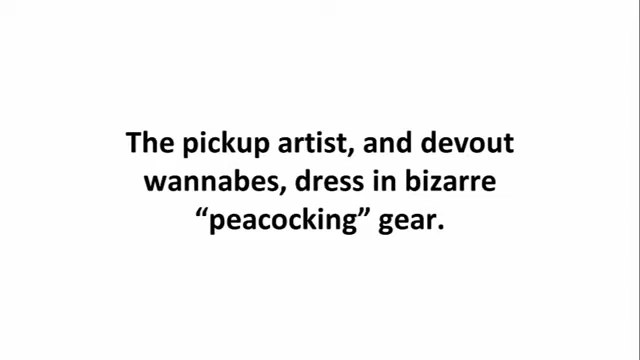 The pickup artist, and devout
wannabes, dress in bizarre
“peacocking” gear.